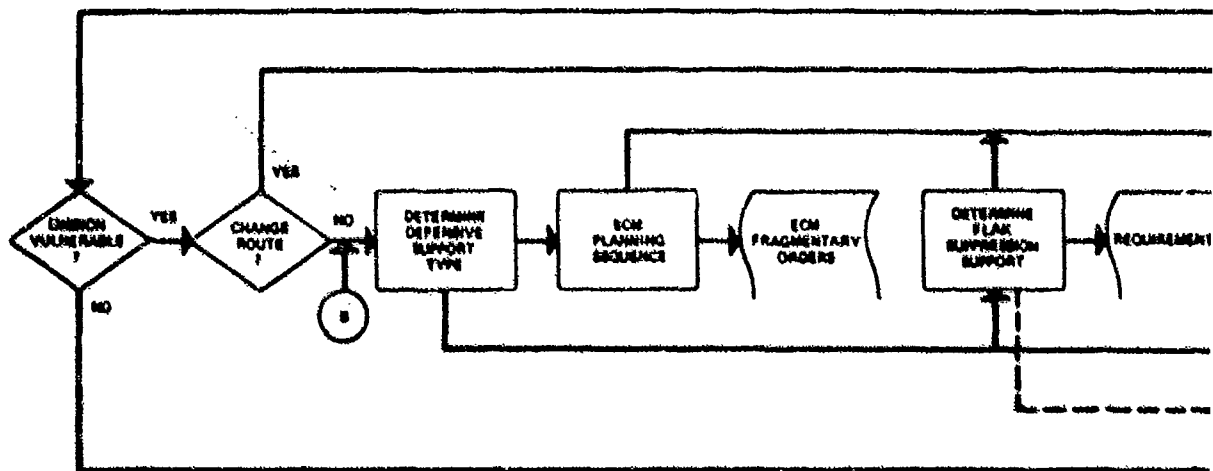 MISSION
VULNERABLE
?
YES
NO
CHANGE
ROUTE
?
YES
NO
DETERMINE
DEFENSIVE
SUPPORT
TYPE
ECM
PLANNING
SEQUENCE
ECM
FRAGMENTARY
ORDERS
DETERMINE
FLAK
SUPPRESSION
SUPPORT
REQUIREMENT